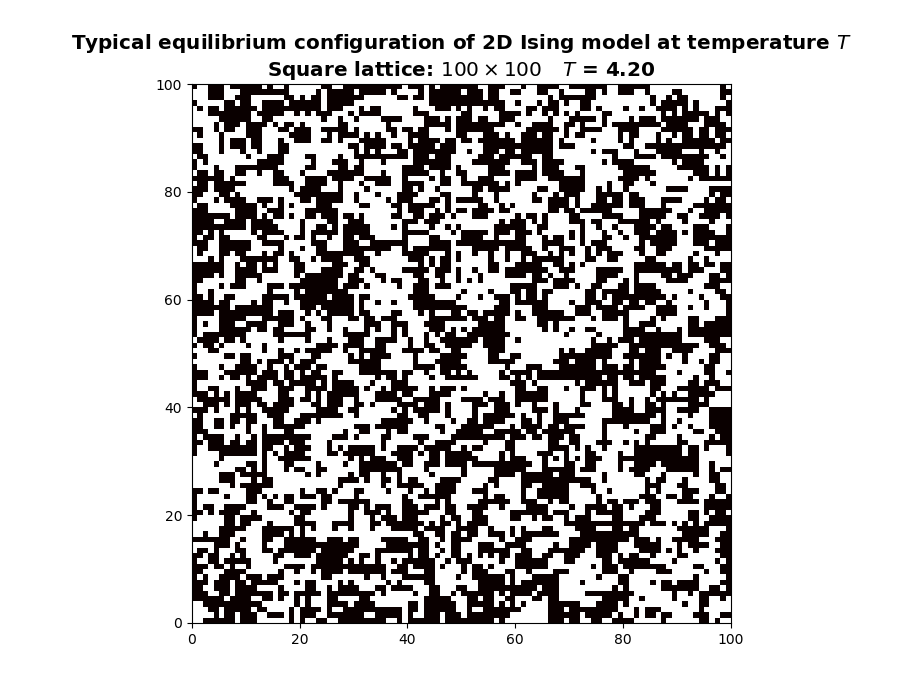 Typical equilibrium configuration of 2D Ising model at temperature T
Square lattice: 100 × 100 T = 4.20
100
80
60
40
20
0
0 20 40 60 80 100